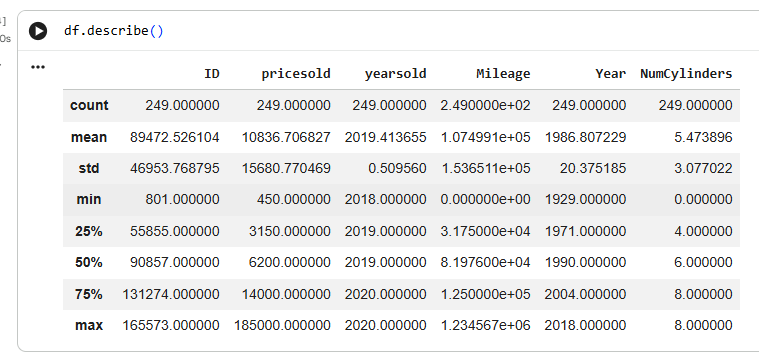 ]
0s
df.describe()
ID pricesold yearsold Mileage Year NumCylinders
count 249.000000 249.000000 249.000000 2.490000e+02 249.000000 249.000000
mean 89472.526104 10836.706827 2019.413655 1.074991e+05 1986.807229 5.473896
std 46953.768795 15680.770469 0.509560 1.536511e+05 20.375185 3.077022
min 801.000000 450.000000 2018.000000 0.000000e+00 1929.000000 0.000000
25% 55855.000000 3150.000000 2019.000000 3.175000e+04 1971.000000 4.000000
50% 90857.000000 6200.000000 2019.000000 8.197600e+04 1990.000000 6.000000
75% 131274.000000 14000.000000 2020.000000 1.250000e+05 2004.000000 8.000000
max 165573.000000 185000.000000 2020.000000 1.234567e+06 2018.000000 8.000000